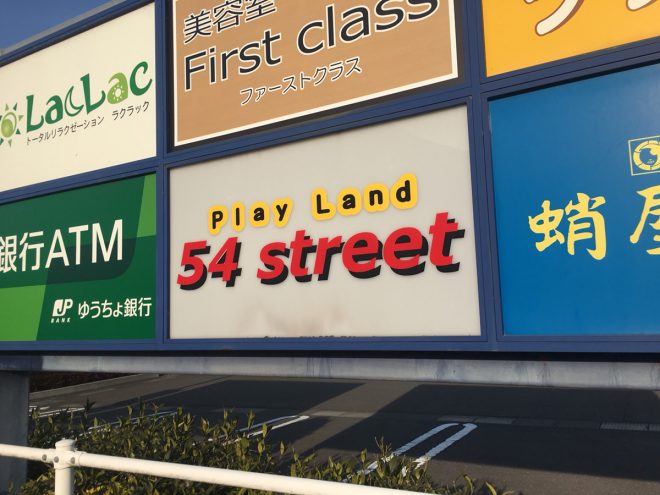 LacLac
トータルリラクゼーション ラクラック
美容室
First class
ファーストクラス
銀行ATM
JP
BANK
ゆうちょ銀行
Play Land
54 street
蛸屋